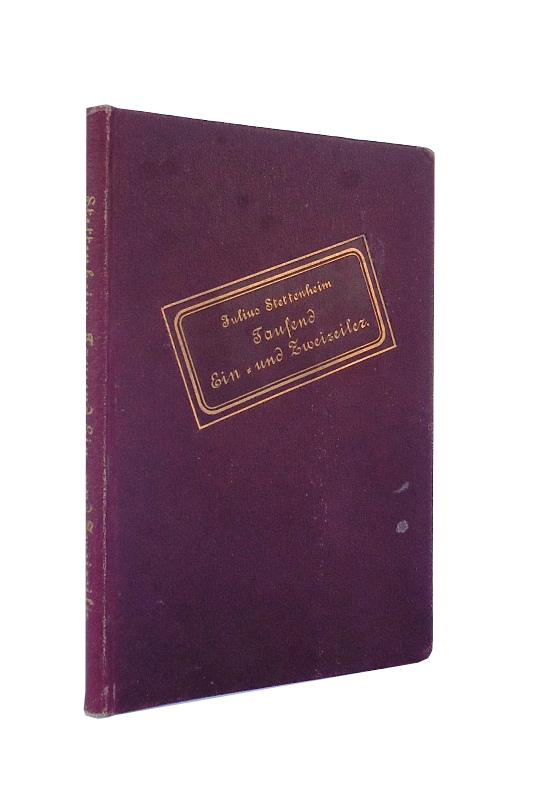 Julius Stettenheim
Tausend
Ein- und Zweizeiler.